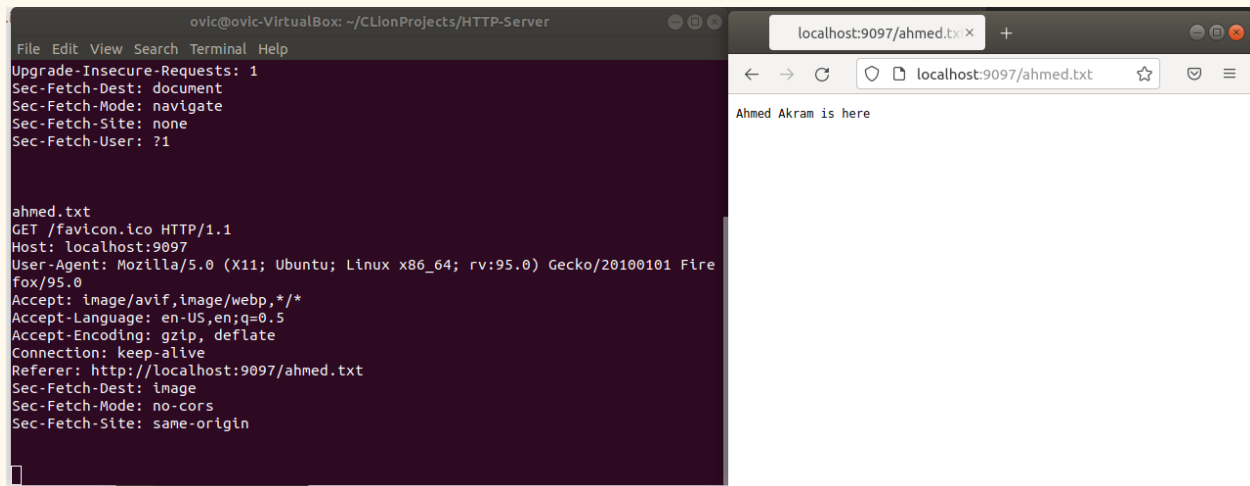 ovic@ovic-VirtualBox: ~/CLionProjects/HTTP-Server
File Edit View Search Terminal Help
Upgrade-Insecure-Requests: 1
Sec-Fetch-Dest: document
Sec-Fetch-Mode: navigate
Sec-Fetch-Site: none
Sec-Fetch-User: ?1
ahmed.txt
GET /favicon.ico HTTP/1.1
Host: localhost:9097
User-Agent: Mozilla/5.0 (X11; Ubuntu; Linux x86_64; rv:95.0) Gecko/20100101 Fire
fox/95.0
Accept: image/avif,image/webp,*/*
Accept-Language: en-US,en;q=0.5
Accept-Encoding: gzip, deflate
Connection: keep-alive
Referer: http://localhost:9097/ahmed.txt
Sec-Fetch-Dest: image
Sec-Fetch-Mode: no-cors
Sec-Fetch-Site: same-origin
localhost:9097/ahmed.tx
localhost:9097/ahmed.txt
Ahmed Akram is here